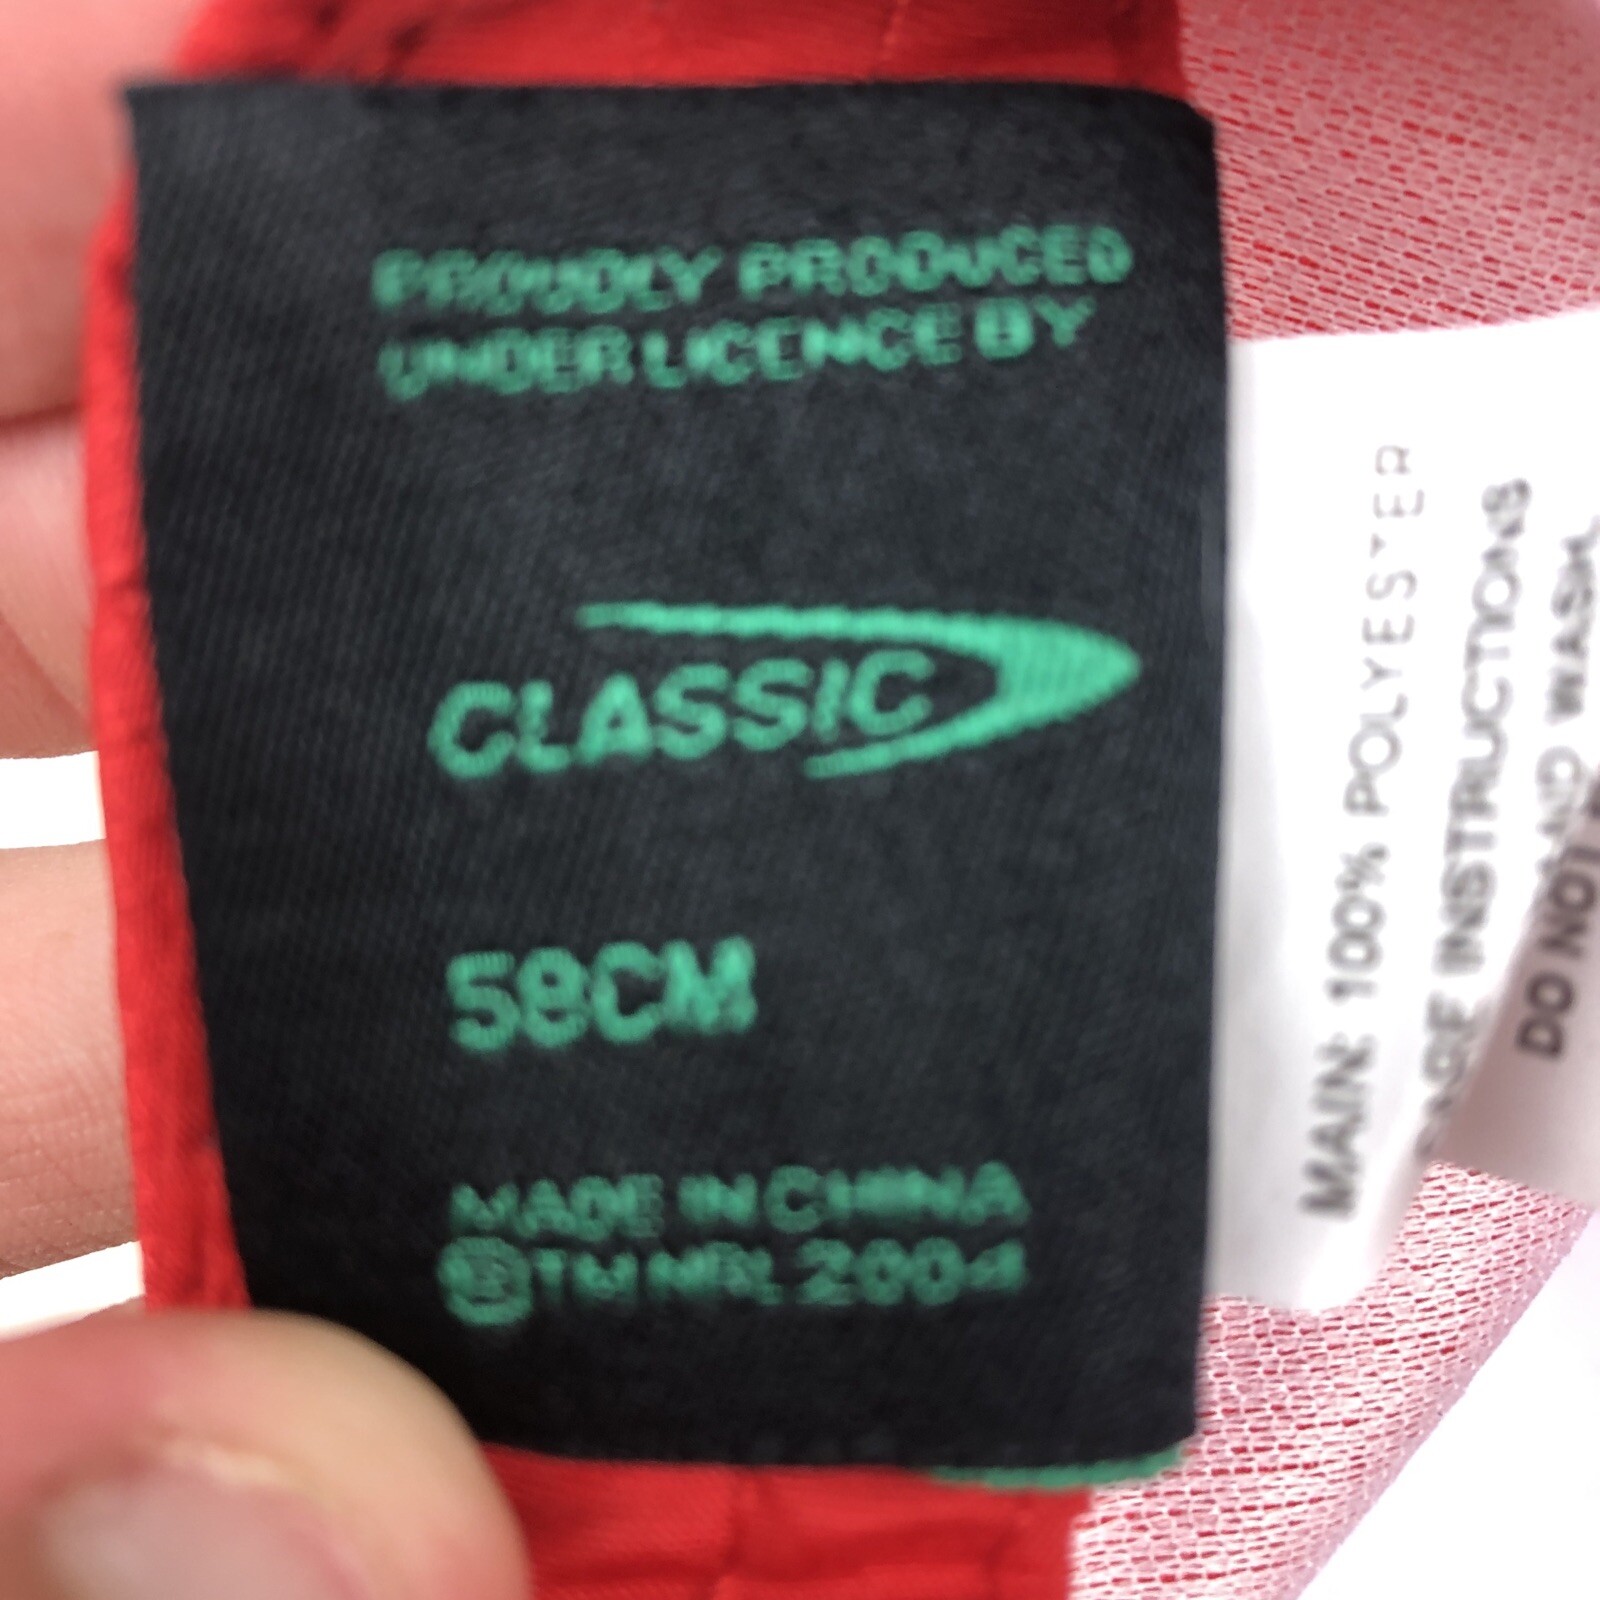 PROUDLY PRODUCED
UNDER LICENCE BY
CLASSIC
58CM
MADE IN CHINA
TM NRL 2004
MAIN: 100% POLYESTER
CARE INSTRUCTIONS
WASH,
DO NOT